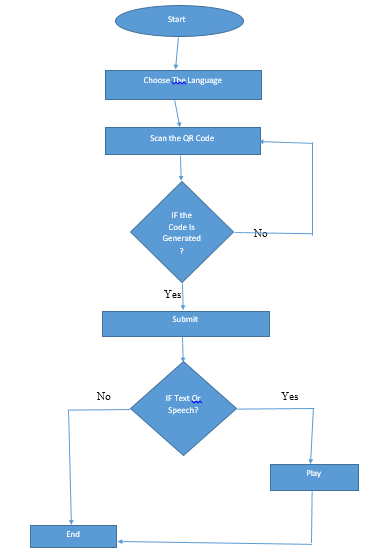 Start
Choose The Language
Scan the QR Code
IF the
Code Is
Generated
?
No
Yes
Submit
No
IF Text Or
Speech?
Yes
Play
End